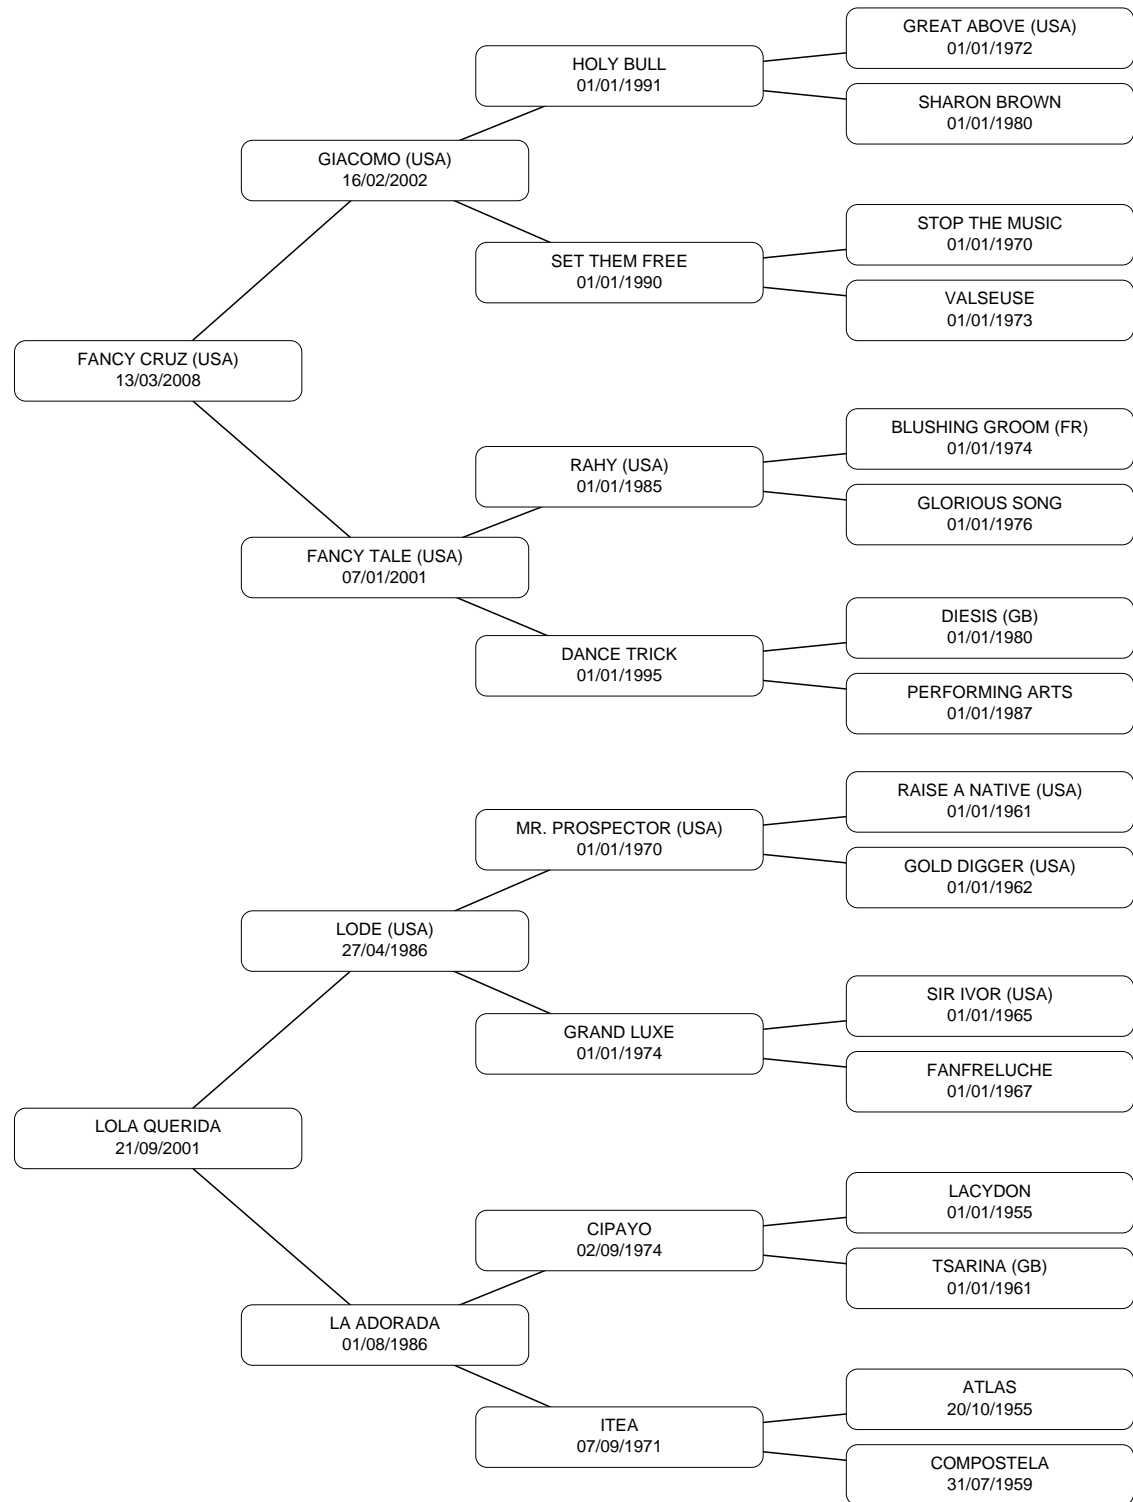 GREAT ABOVE (USA)
01/01/1972
HOLY BULL
01/01/1991
SHARON BROWN
01/01/1980
GIACOMO (USA)
16/02/2002
STOP THE MUSIC
01/01/1970
SET THEM FREE
01/01/1990
VALSEUSE
01/01/1973
FANCY CRUZ (USA)
13/03/2008
BLUSHING GROOM (FR)
01/01/1974
RAHY (USA)
01/01/1985
GLORIOUS SONG
01/01/1976
FANCY TALE (USA)
07/01/2001
DIESIS (GB)
01/01/1980
DANCE TRICK
01/01/1995
PERFORMING ARTS
01/01/1987
RAISE A NATIVE (USA)
01/01/1961
MR. PROSPECTOR (USA)
01/01/1970
GOLD DIGGER (USA)
01/01/1962
LODE (USA)
27/04/1986
SIR IVOR (USA)
01/01/1965
GRAND LUXE
01/01/1974
FANFRELUCHE
01/01/1967
LOLA QUERIDA
21/09/2001
LACYDON
01/01/1955
CIPAYO
02/09/1974
TSARINA (GB)
01/01/1961
LA ADORADA
01/08/1986
ATLAS
20/10/1955
ITEA
07/09/1971
COMPOSTELA
31/07/1959